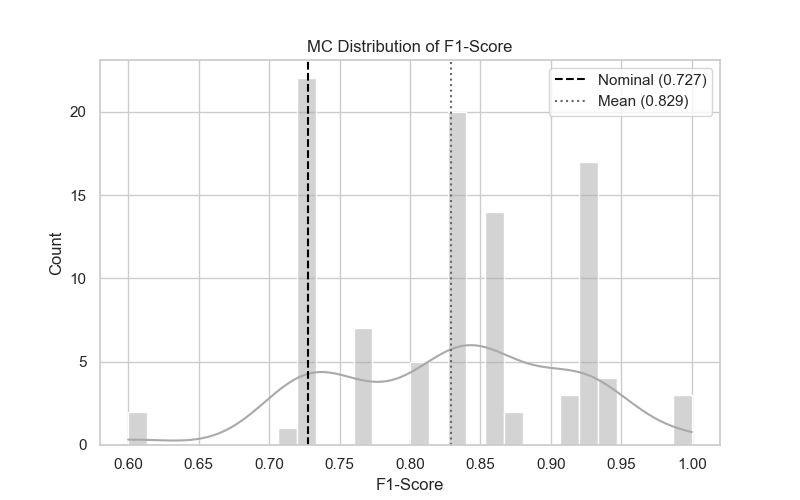 MC Distribution of F1-Score
Nominal (0.727)
Mean (0.829)
20
15
10
5
0
Count
0.60 0.65 0.70 0.75 0.80 0.85 0.90 0.95 1.00
F1-Score